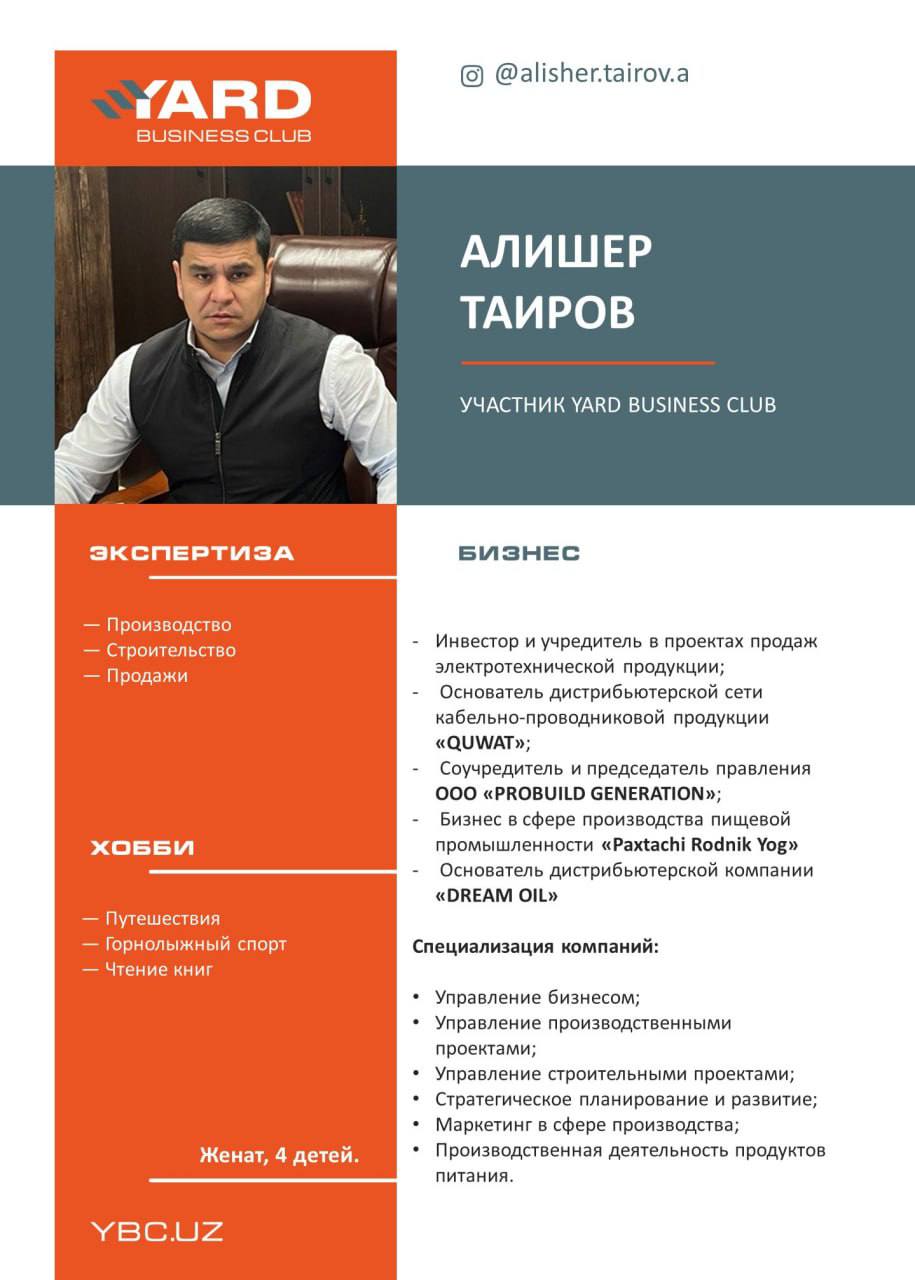 YARD
BUSINESS CLUB
@alisher.tairov.a
АЛИШЕР
ТАИРОВ
УЧАСТНИК YARD BUSINESS CLUB
ЭКСПЕРТИЗА
— Производство
— Строительство
— Продажи
ХОББИ
— Путешествия
— Горнолыжный спорт
— Чтение книг
Женат, 4 детей.
YBC.UZ
БИЗНЕС
- Инвестор и учредитель в проектах продаж
электротехнической продукции;
- Основатель дистрибьютерской сети
кабельно-проводниковой продукции
«QUWAT»;
- Соучредитель и председатель правления
ООО «PROBUILD GENERATION»;
- Бизнес в сфере производства пищевой
промышленности «Paxtachi Rodnik Yog»
- Основатель дистрибьютерской компании
«DREAM OIL»
Специализация компаний:
• Управление бизнесом;
• Управление производственными
проектами;
• Управление строительными проектами;
• Стратегическое планирование и развитие;
• Маркетинг в сфере производства;
• Производственная деятельность продуктов
питания.